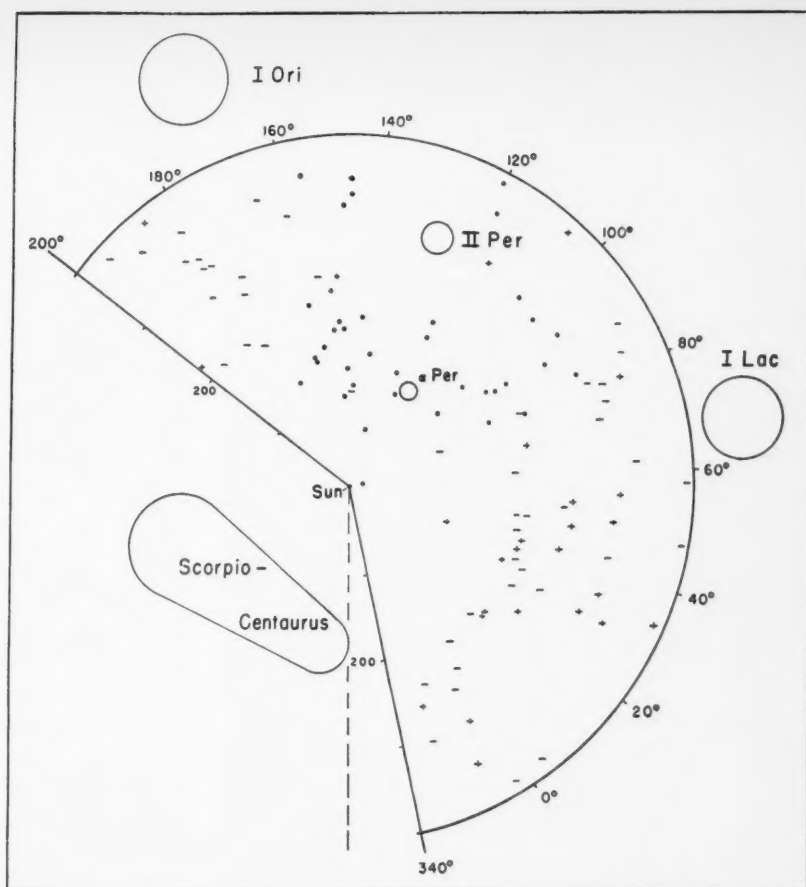 I Ori
140°
160°
120°
180°
II Per
100°
200°
80°
I Lac
α Per
200
60°
Sun
Scorpio –
Centaurus
40°
200
20°
0°
340°